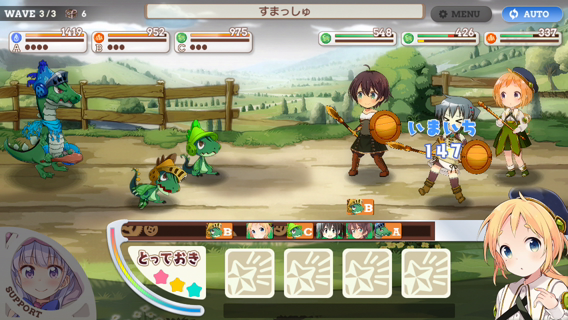 WAVE 3/3 6
すまっしゅ
MENU
AUTO
1419
A
952
B
975
C
548
426
337
いまいち
147
B
B
C
A
とっておき
SUPPORT